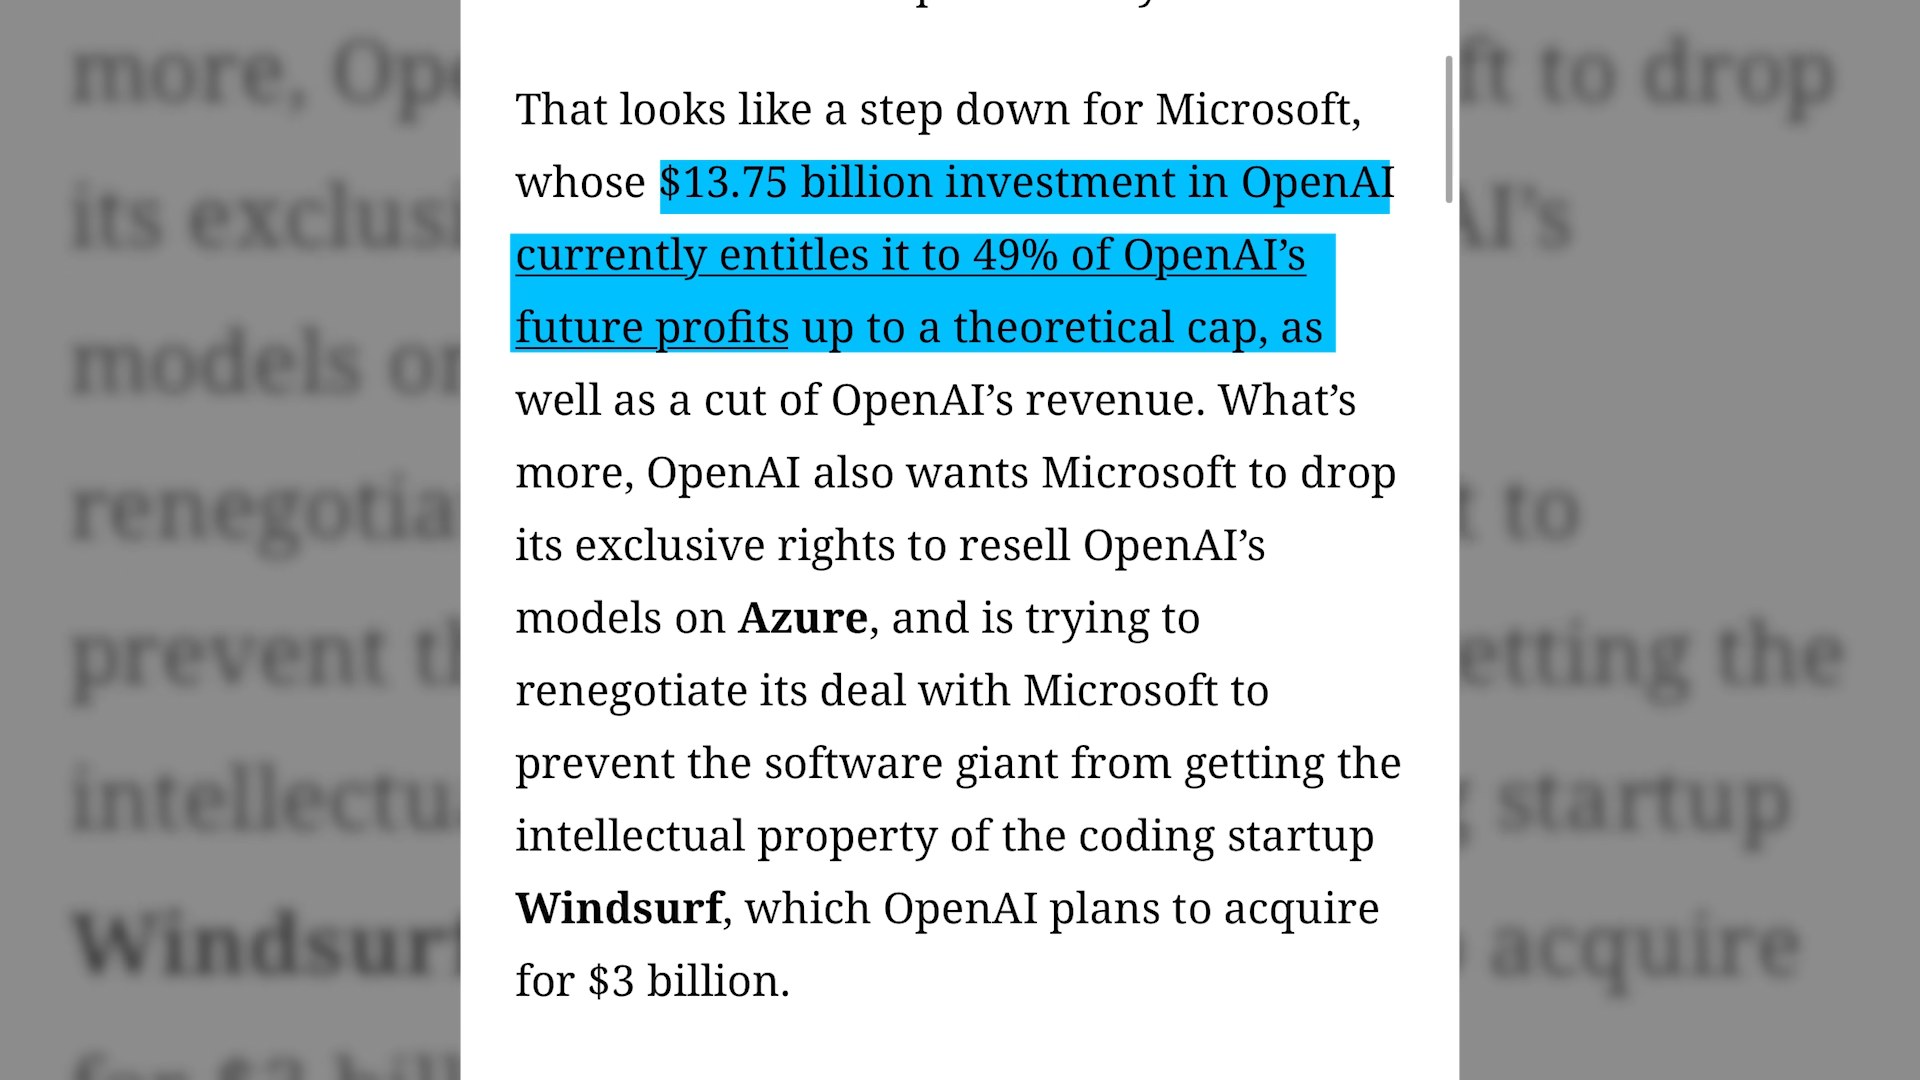 That looks like a step down for Microsoft,
whose $13.75 billion investment in OpenAI
currently entitles it to 49% of OpenAI’s
future profits up to a theoretical cap, as
well as a cut of OpenAI’s revenue. What’s
more, OpenAI also wants Microsoft to drop
its exclusive rights to resell OpenAI’s
models on Azure, and is trying to
renegotiate its deal with Microsoft to
prevent the software giant from getting the
intellectual property of the coding startup
Windsurf, which OpenAI plans to acquire
for $3 billion.